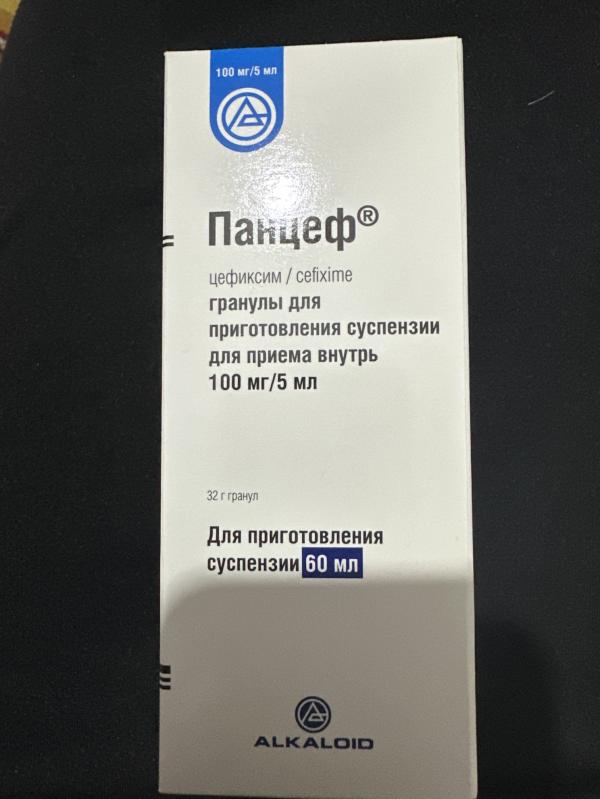 100 мг/5 мл
Панцеф®
цефиксим / cefixime
гранулы для
приготовления суспензии
для приема внутрь
100 мг/5 мл
32 г гранул
Для приготовления
суспензии 60 мл
ALKALOID